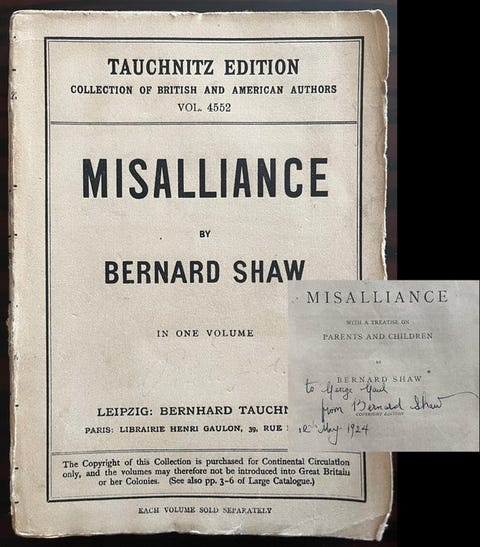 TAUCHNITZ EDITION
COLLECTION OF BRITISH AND AMERICAN AUTHORS
VOL. 4552
MISALLIANCE
BY
BERNARD SHAW
IN ONE VOLUME
LEIPZIG: BERNHARD TAUCHN
PARIS: LIBRAIRIE HENRI GAULON, 39, RUE
The Copyright of this Collection is purchased for Continental Circulation
only, and the volumes may therefore not be introduced into Great Britain
or her Colonies. (See also pp. 3-6 of Large Catalogue.)
EACH VOLUME SOLD SEPARATELY
MISALLIANCE
WITH A TREATISE ON
PARENTS AND CHILDREN
BY
BERNARD SHAW
to George
from Bernard Shaw
COPYRIGHT EDITION
May 1924